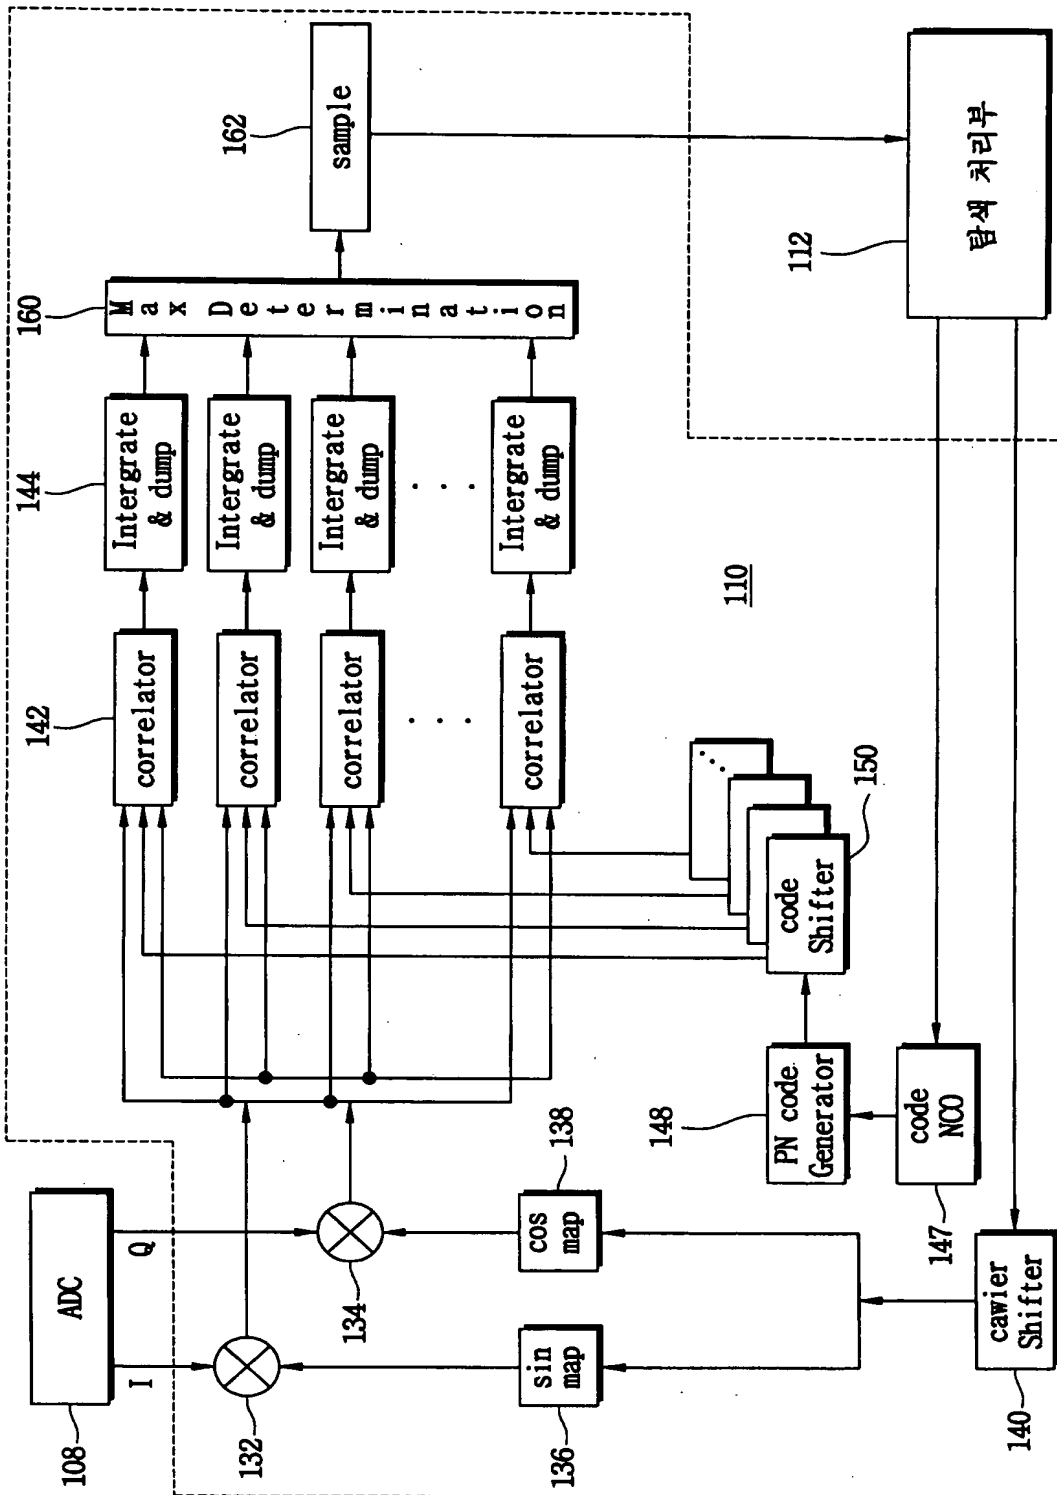 108
ADC
I
Q
132
134
136
sin
map
138
cos
map
140
cawier
Shifter
147
code
NCO
148
PN code
Generator
150
code
Shifter
110
142
correlator
correlator
correlator
. . .
correlator
144
Intergrate
& dump
Intergrate
& dump
Intergrate
& dump
. . .
Intergrate
& dump
160
Max Determination
162
sample
112
탐색 처리부